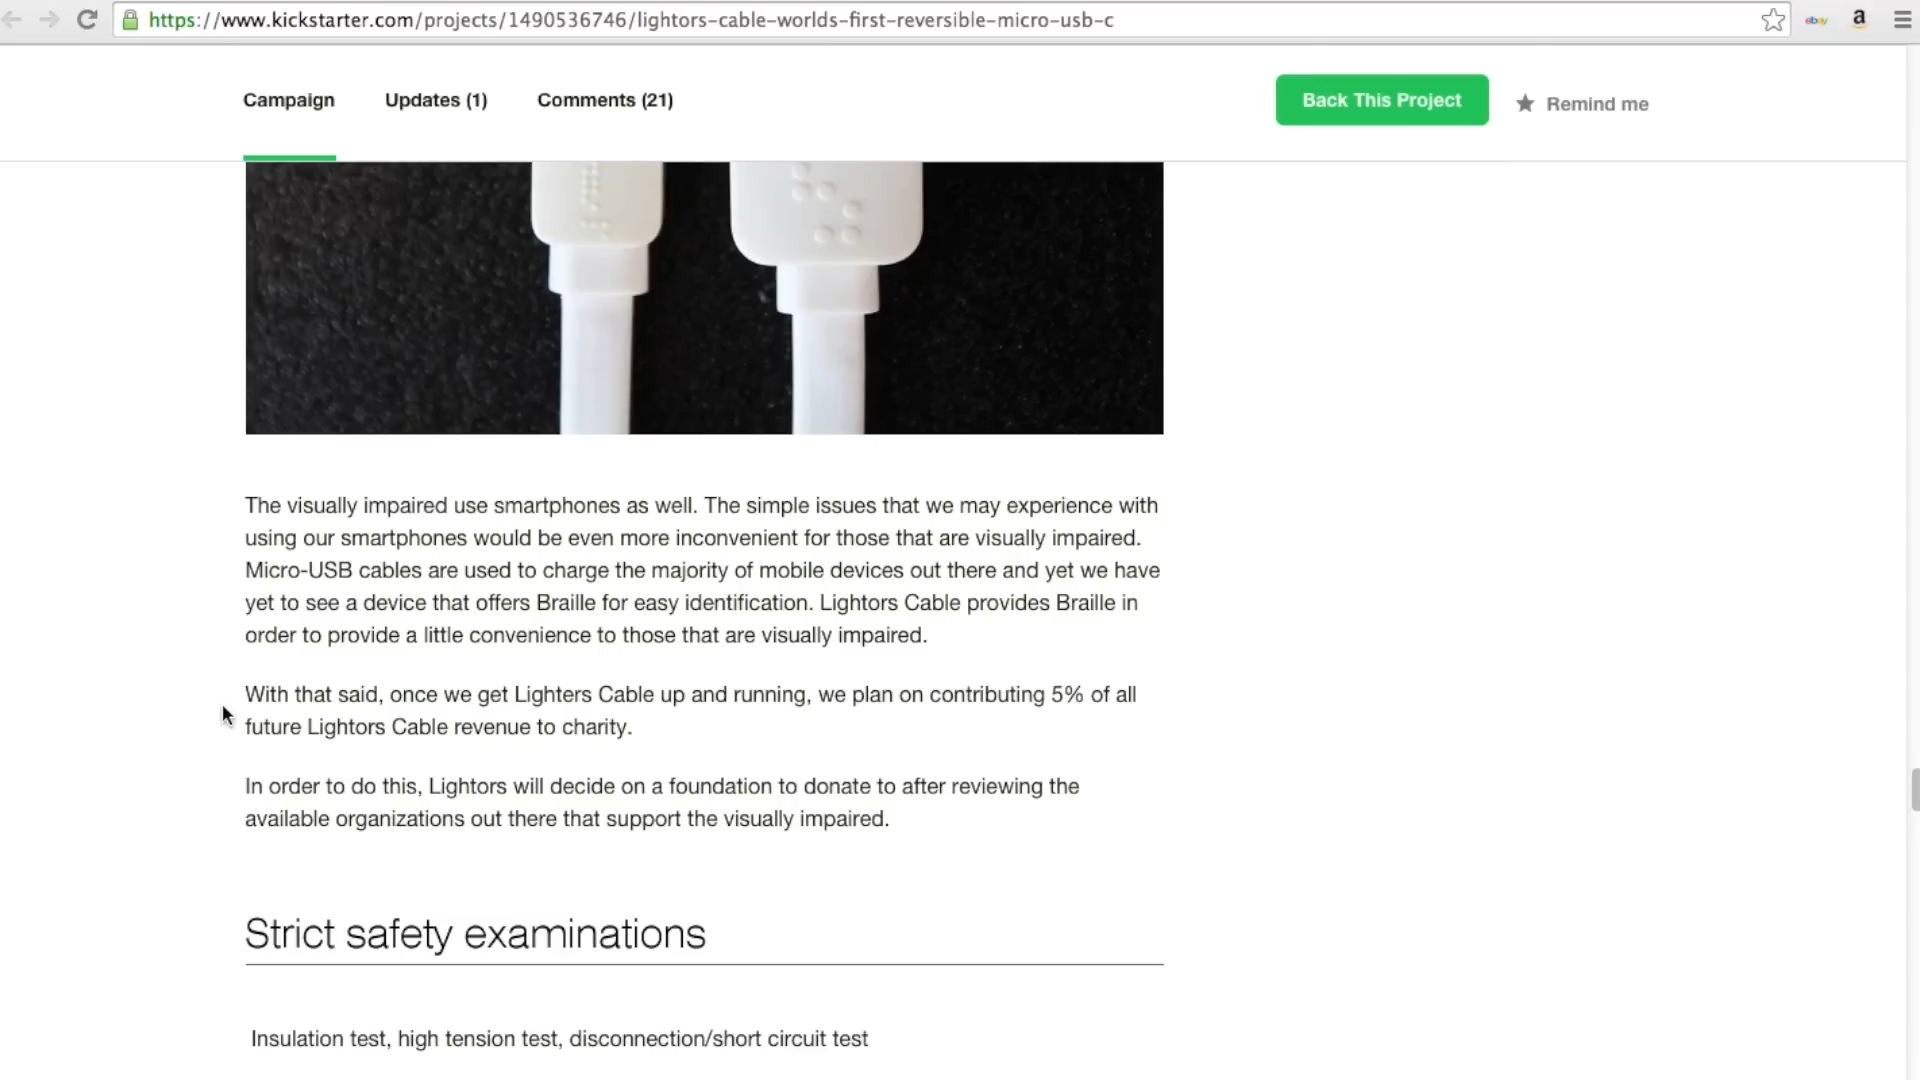 https://www.kickstarter.com/projects/1490536746/lightors-cable-worlds-first-reversible-micro-usb-c
ebay
a
Campaign
Updates (1)
Comments (21)
Back This Project
Remind me
The visually impaired use smartphones as well. The simple issues that we may experience with
using our smartphones would be even more inconvenient for those that are visually impaired.
Micro-USB cables are used to charge the majority of mobile devices out there and yet we have
yet to see a device that offers Braille for easy identification. Lightors Cable provides Braille in
order to provide a little convenience to those that are visually impaired.
With that said, once we get Lighters Cable up and running, we plan on contributing 5% of all
future Lightors Cable revenue to charity.
In order to do this, Lightors will decide on a foundation to donate to after reviewing the
available organizations out there that support the visually impaired.
Strict safety examinations
Insulation test, high tension test, disconnection/short circuit test